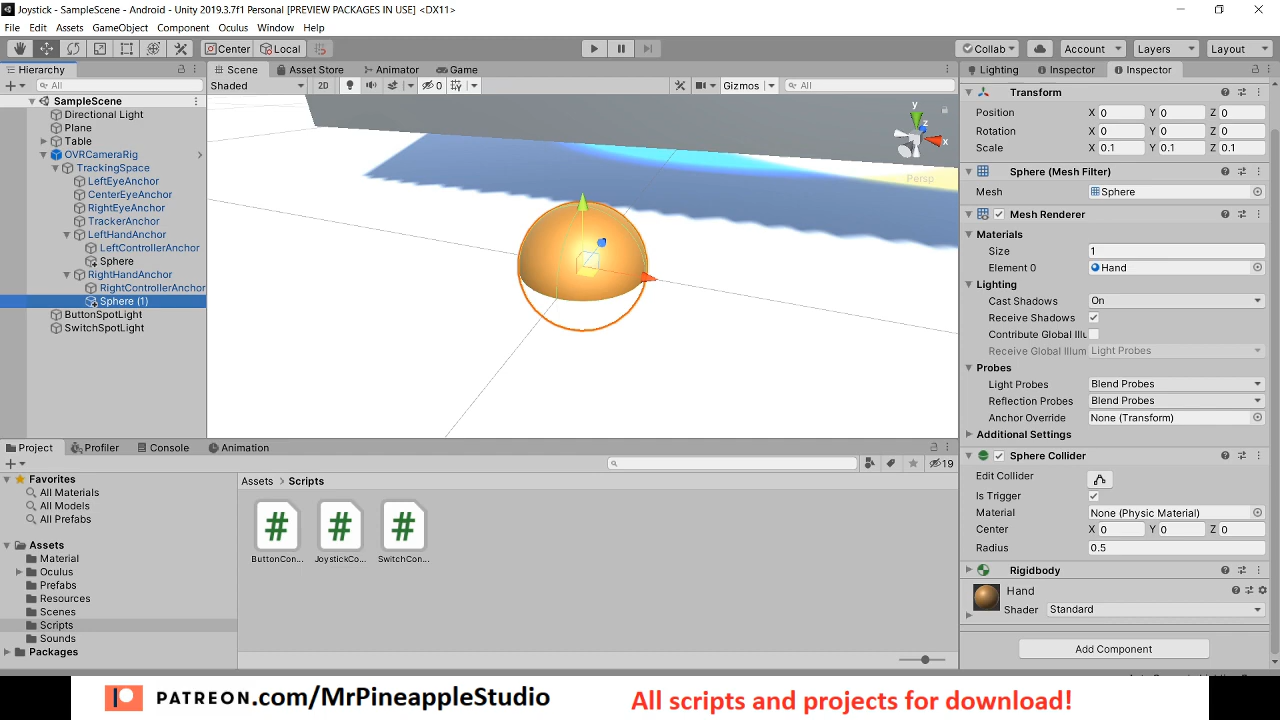 Joystick - SampleScene - Android - Unity 2019.3.7f1 Personal [PREVIEW PACKAGES IN USE] <DX11>
File Edit Assets GameObject Component Oculus Window Help
Center Local Collab Account Layers Layout
Hierarchy
All
SampleScene
Directional Light
Plane
Table
OVRCameraRig
TrackingSpace
LeftEyeAnchor
CenterEyeAnchor
RightEyeAnchor
TrackerAnchor
LeftHandAnchor
LeftControllerAnchor
Sphere
RightHandAnchor
RightControllerAnchor
Sphere (1)
ButtonSpotLight
SwitchSpotLight
Scene Asset Store Animator Game
Shaded 2D 0 Gizmos All
y
z
x
Persp
Lighting Inspector Inspector
Transform
Position X 0 Y 0 Z 0
Rotation X 0 Y 0 Z 0
Scale X 0.1 Y 0.1 Z 0.1
Sphere (Mesh Filter)
Mesh Sphere
Mesh Renderer
Materials
Size 1
Element 0 Hand
Lighting
Cast Shadows On
Receive Shadows
Contribute Global Illu
Receive Global Illum Light Probes
Probes
Light Probes Blend Probes
Reflection Probes Blend Probes
Anchor Override None (Transform)
Additional Settings
Sphere Collider
Edit Collider
Is Trigger
Material None (Physic Material)
Center X 0 Y 0 Z 0
Radius 0.5
Rigidbody
Hand
Shader Standard
Add Component
Project Profiler Console Animation
19
Favorites
All Materials
All Models
All Prefabs
Assets
Material
Oculus
Prefabs
Resources
Scenes
Scripts
Sounds
Packages
Assets Scripts
ButtonCon... JoystickCo... SwitchCon...
PATREON.com/MrPineappleStudio
All scripts and projects for download!